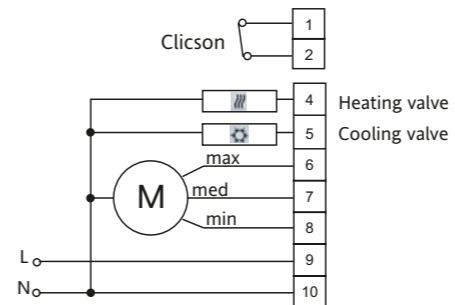 1
Clicson
2
4 Heating valve
5 Cooling valve
max 6
M med 7
min 8
L 9
N 10